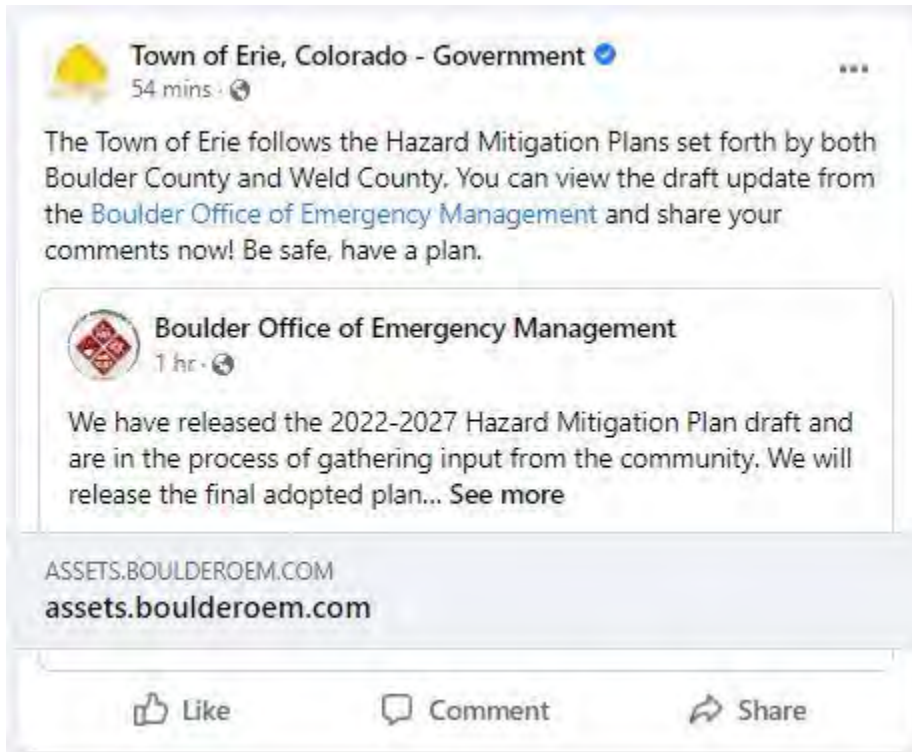 Town of Erie, Colorado - Government
54 mins ·
The Town of Erie follows the Hazard Mitigation Plans set forth by both
Boulder County and Weld County. You can view the draft update from
the Boulder Office of Emergency Management and share your
comments now! Be safe, have a plan.
Boulder Office of Emergency Management
1 hr ·
We have released the 2022-2027 Hazard Mitigation Plan draft and
are in the process of gathering input from the community. We will
release the final adopted plan... See more
ASSETS.BOULDEROEM.COM
assets.boulderoem.com
Like Comment Share